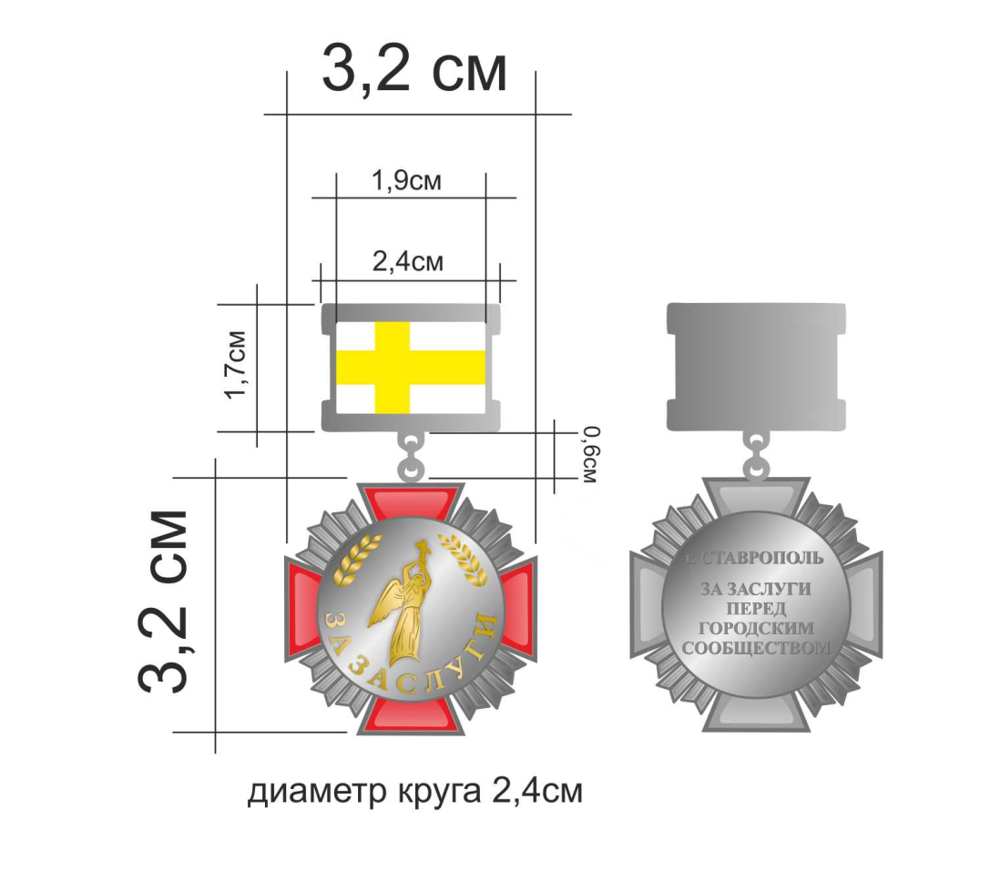 3,2 см
1,9см
2,4см
1,7см
0,6см
3,2 см
ЗА ЗАСЛУГИ
г. СТАВРОПОЛЬ
ЗА ЗАСЛУГИ
ПЕРЕД
ГОРОДСКИМ
СООБЩЕСТВОМ
диаметр круга 2,4см